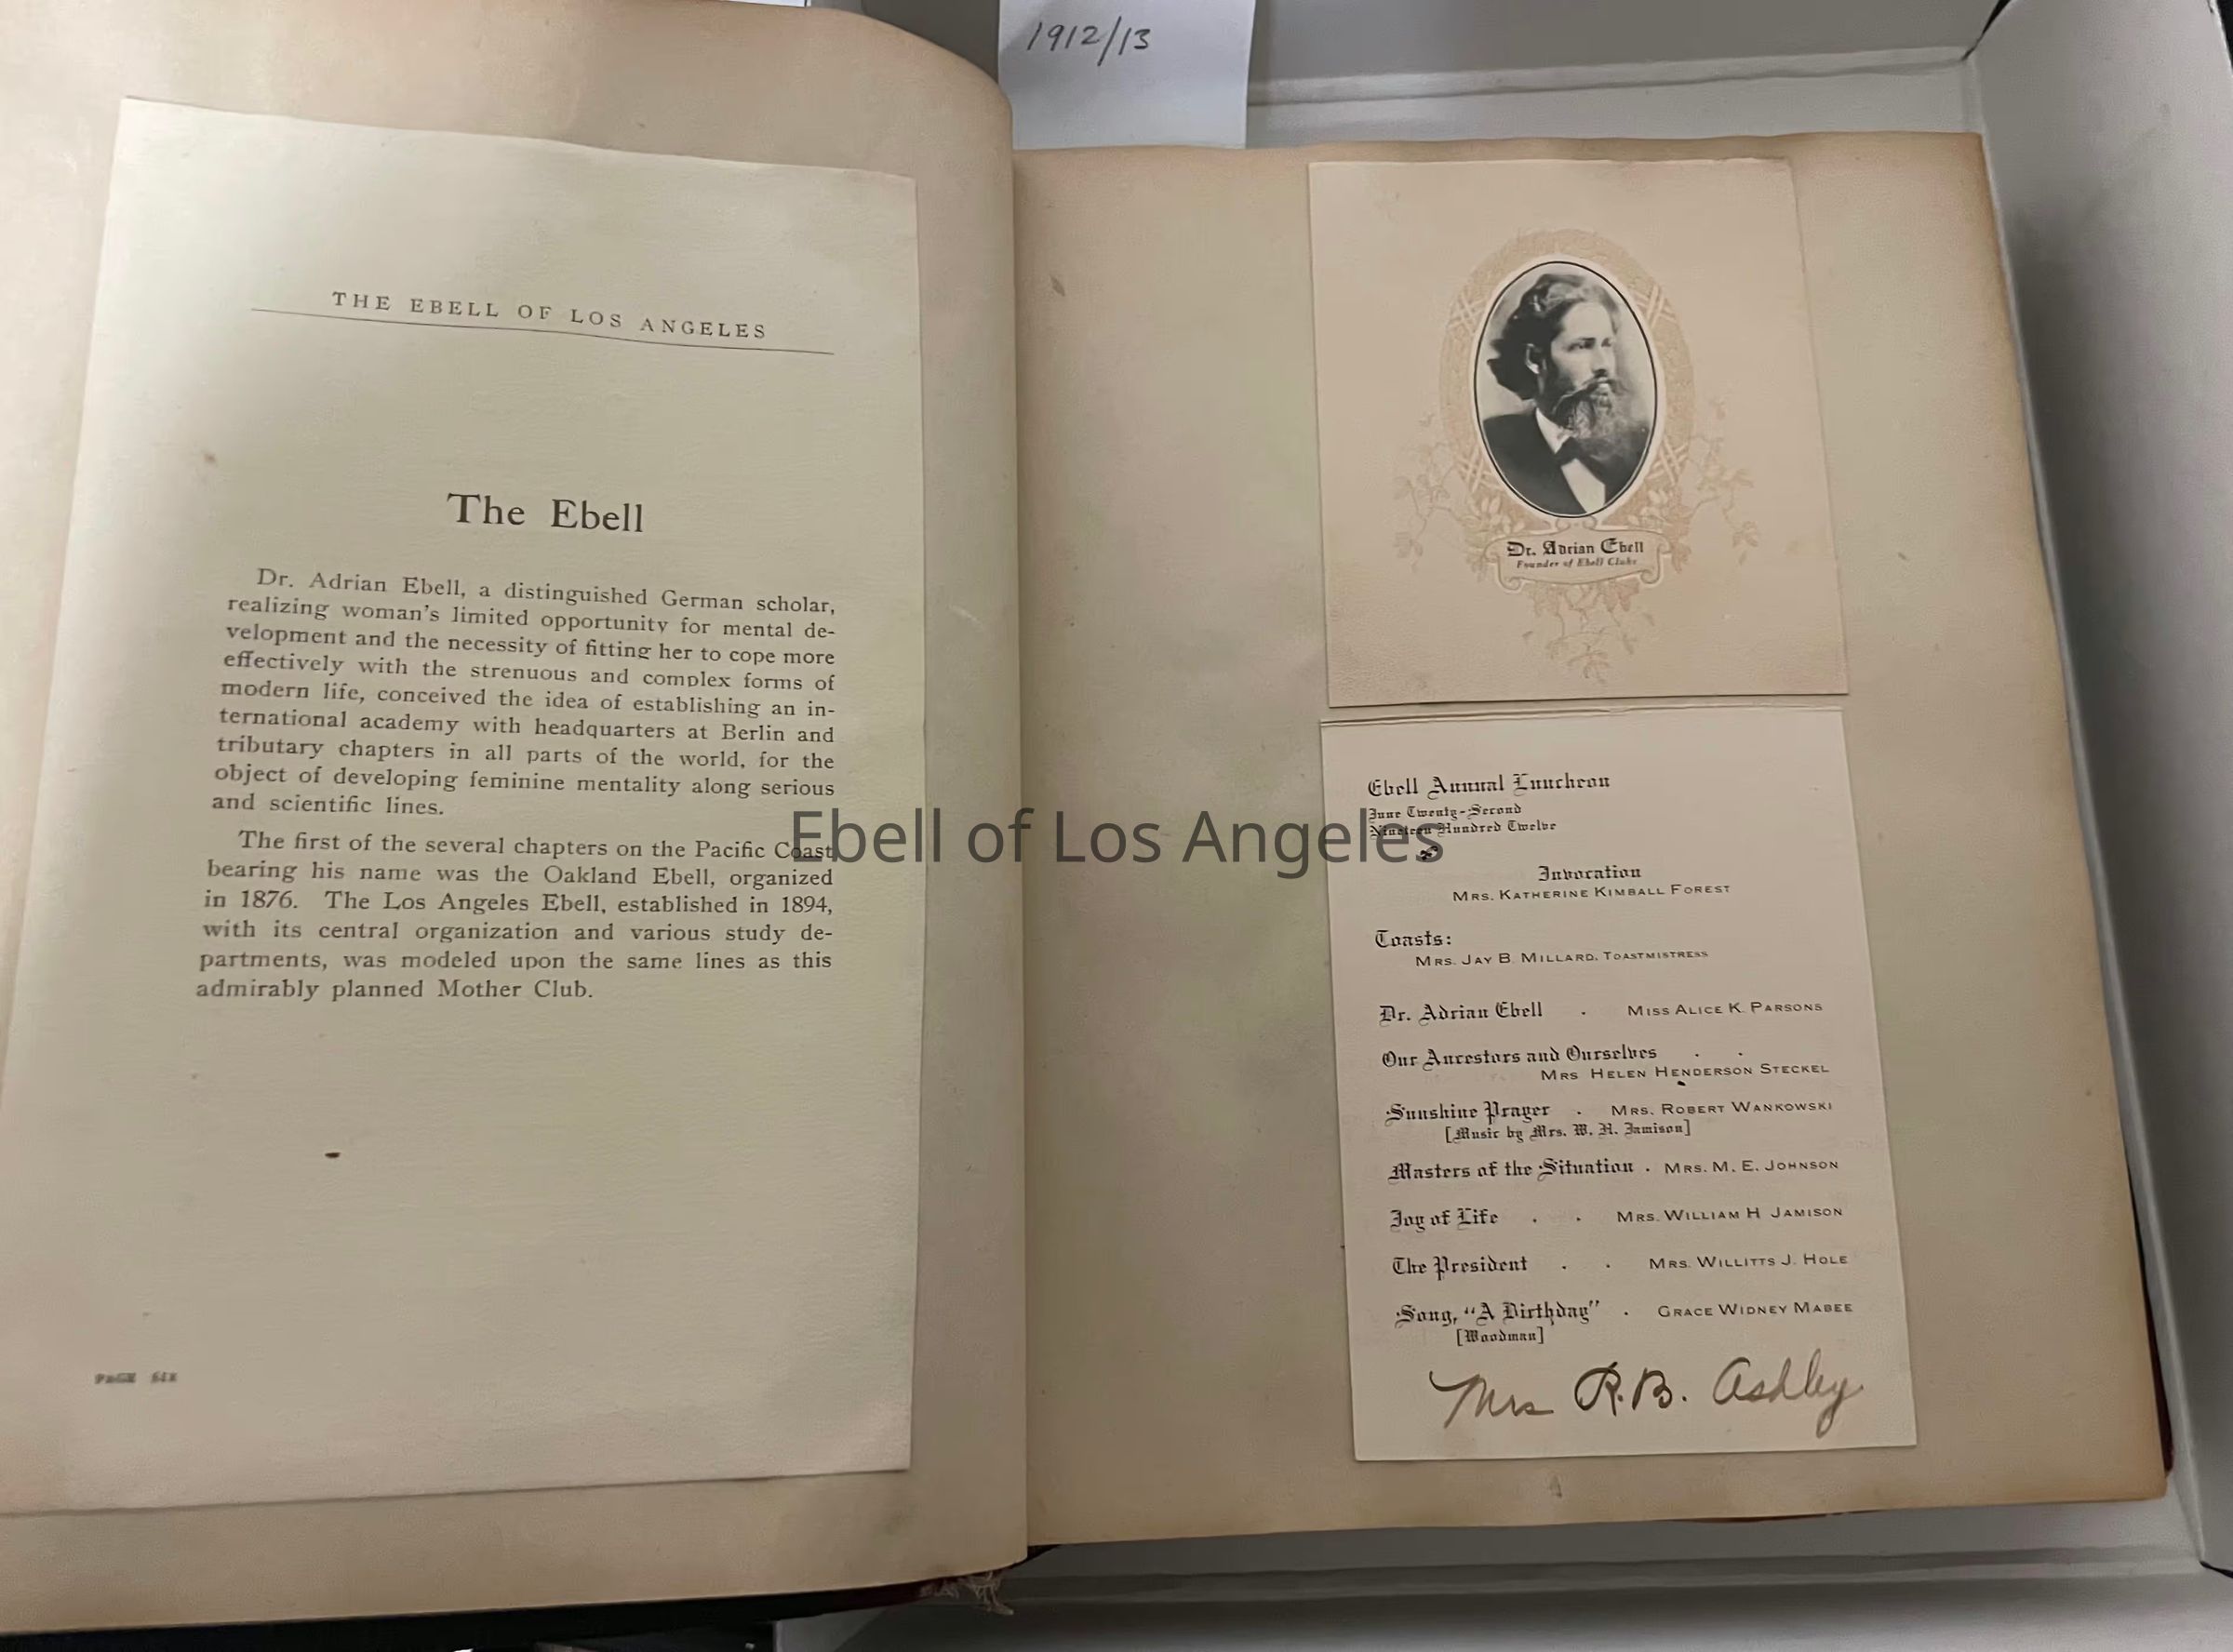 1912/13
THE EBELL OF LOS ANGELES
The Ebell
Dr. Adrian Ebell, a distinguished German scholar,
realizing woman's limited opportunity for mental de-
velopment and the necessity of fitting her to cope more
effectively with the strenuous and complex forms of
modern life, conceived the idea of establishing an in-
ternational academy with headquarters at Berlin and
tributary chapters in all parts of the world, for the
object of developing feminine mentality along serious
and scientific lines.
The first of the several chapters on the Pacific Coast
bearing his name was the Oakland Ebell, organized
in 1876. The Los Angeles Ebell, established in 1894,
with its central organization and various study de-
partments, was modeled upon the same lines as this
admirably planned Mother Club.
PAGE SIX
Dr. Adrian Ebell
Founder of Ebell Clubs
Ebell Annual Luncheon
June Twenty-Second
Nineteen Hundred Twelve
Ebell of Los Angeles
Invocation
MRS. KATHERINE KIMBALL FOREST
Toasts:
MRS. JAY B. MILLARD, TOASTMISTRESS
Dr. Adrian Ebell . MISS ALICE K. PARSONS
Our Ancestors and Ourselves . .
MRS HELEN HENDERSON STECKEL
Sunshine Prayer . MRS. ROBERT WANKOWSKI
[Music by Mrs. W. H. Jamison]
Masters of the Situation . MRS. M. E. JOHNSON
Joy of Life . . MRS. WILLIAM H JAMISON
The President . . MRS. WILLITTS J. HOLE
Song, "A Birthday" . GRACE WIDNEY MABEE
[Woodman]
Mrs R.B. Ashley